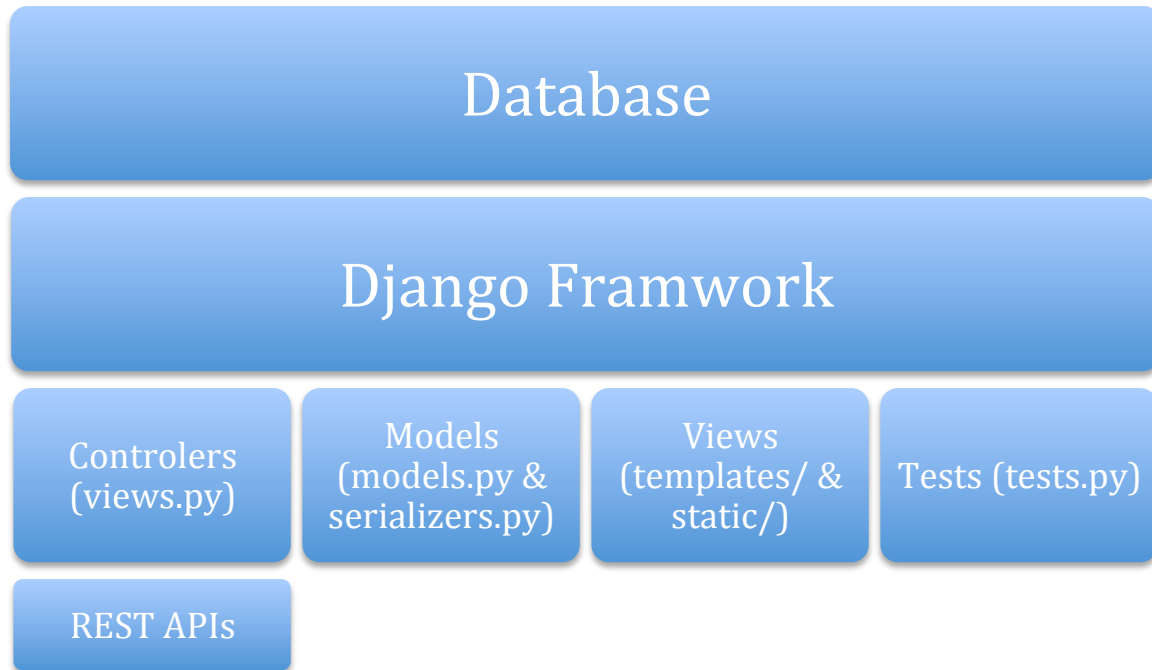 Database
Django Framwork
Controlers
(views.py)
Models
(models.py &
serializers.py)
Views
(templates/ &
static/)
Tests (tests.py)
REST APIs